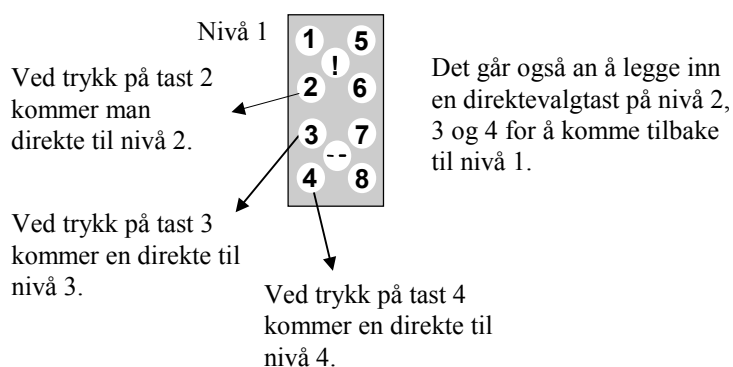 Nivå 1
1 5
!
2 6
3 7
--
4 8
Ved trykk på tast 2
kommer man
direkte til nivå 2.
Det går også an å legge inn
en direktevalgtast på nivå 2,
3 og 4 for å komme tilbake
til nivå 1.
Ved trykk på tast 3
kommer en direkte til
nivå 3.
Ved trykk på tast 4
kommer en direkte til
nivå 4.